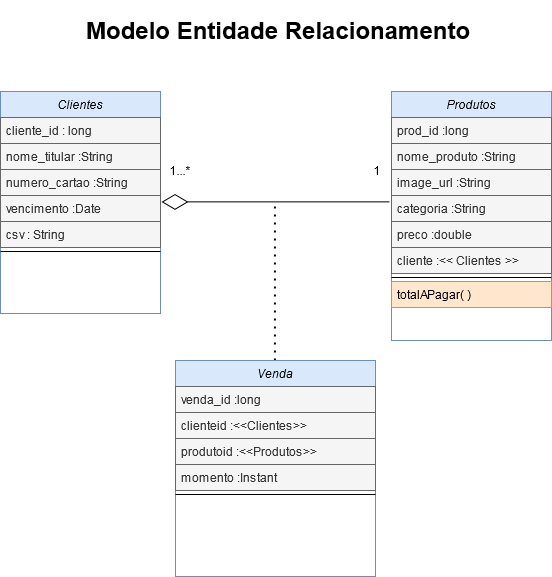 Modelo Entidade Relacionamento
Clientes
cliente_id : long
nome_titular :String
numero_cartao :String
vencimento :Date
csv : String
1...*
1
Produtos
prod_id :long
nome_produto :String
image_url :String
categoria :String
preco :double
cliente :<< Clientes >>
totalAPagar( )
Venda
venda_id :long
clienteid :<<Clientes>>
produtoid :<<Produtos>>
momento :Instant